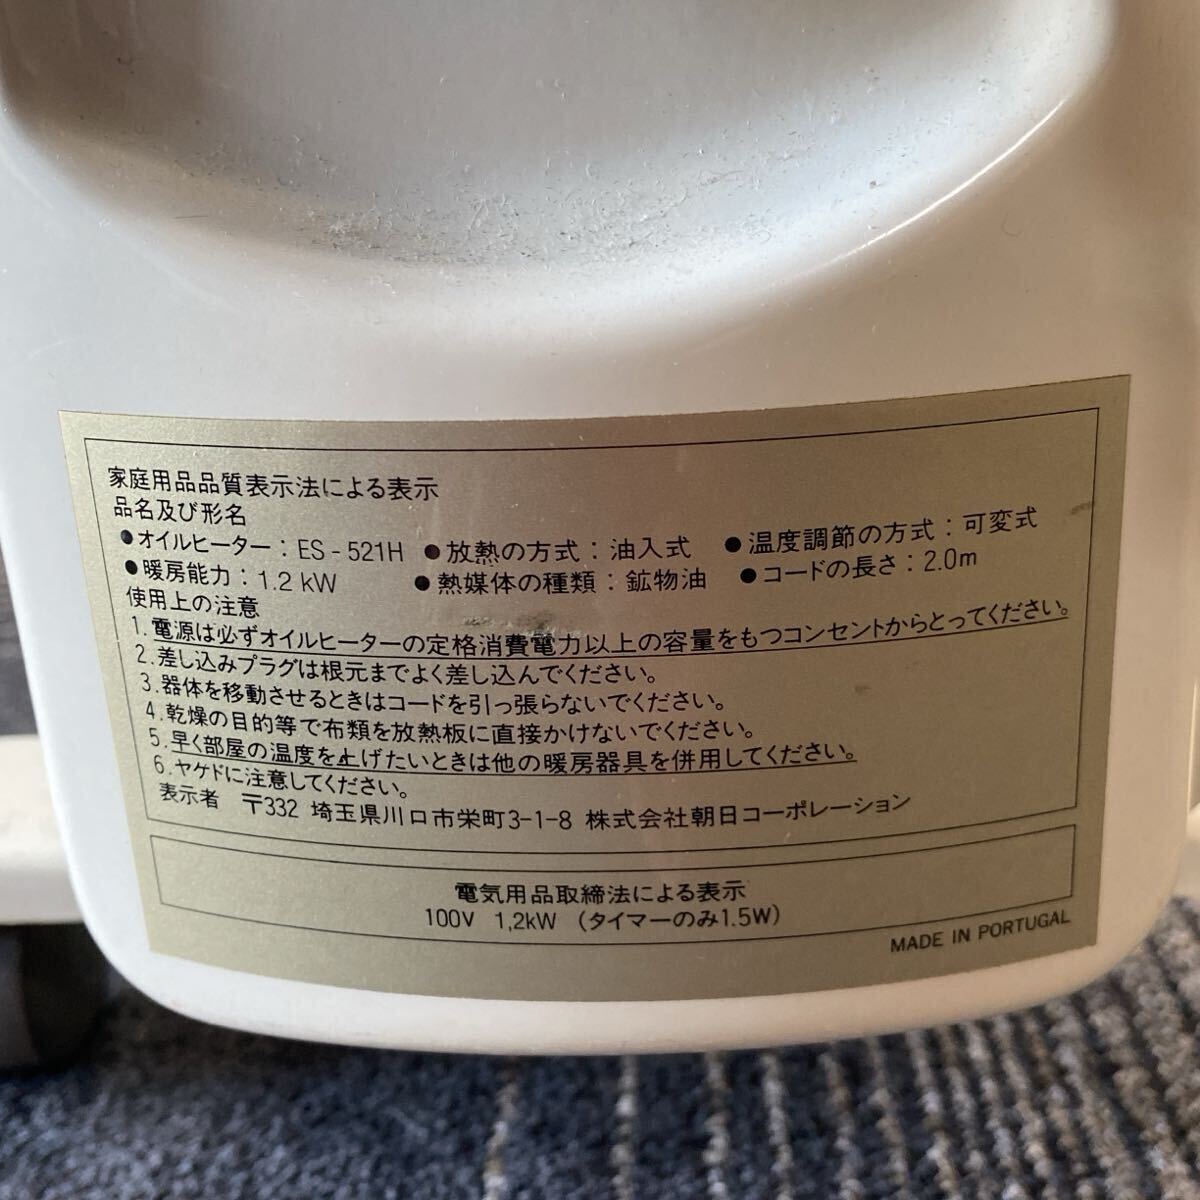 家庭用品品質表示法による表示
品名及び形名
●オイルヒーター：ES-521H ●放熱の方式：油入式 ●温度調節の方式：可変式
●暖房能力：1.2kW ●熱媒体の種類：鉱物油 ●コードの長さ：2.0m
使用上の注意
1.電源は必ずオイルヒーターの定格消費電力以上の容量をもつコンセントからとってください。
2.差し込みプラグは根元までよく差し込んでください。
3.器体を移動させるときはコードを引っ張らないでください。
4.乾燥の目的等で布類を放熱板に直接かけないでください。
5.早く部屋の温度を上げたいときは他の暖房器具を併用してください。
6.ヤケドに注意してください。
表示者 〒332 埼玉県川口市栄町3-1-8 株式会社朝日コーポレーション
電気用品取締法による表示
100V 1,2kW (タイマーのみ1.5W)
MADE IN PORTUGAL